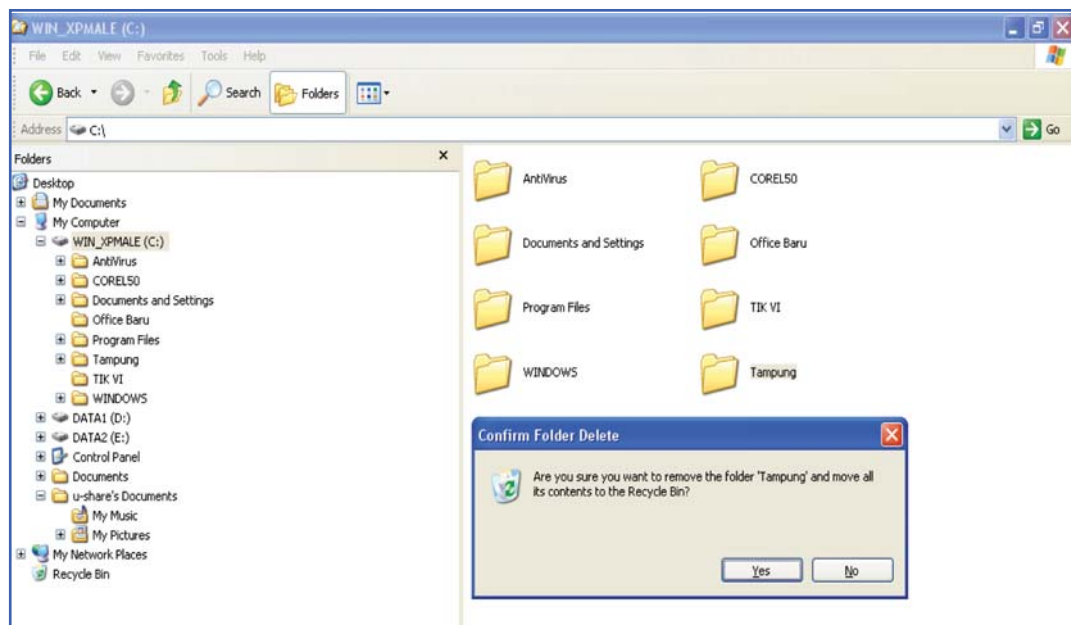 WIN_XPMALE (C:)
File Edit View Favorites Tools Help
Back Search Folders
Address C:\ Go
Folders
Desktop
My Documents
My Computer
WIN_XPMALE (C:)
AntiVirus
COREL50
Documents and Settings
Office Baru
Program Files
Tampung
TIK VI
WINDOWS
DATA1 (D:)
DATA2 (E:)
Control Panel
Documents
u-share's Documents
My Music
My Pictures
My Network Places
Recycle Bin
AntiVirus COREL50
Documents and Settings Office Baru
Program Files TIK VI
WINDOWS Tampung
Confirm Folder Delete
Are you sure you want to remove the folder 'Tampung' and move all
its contents to the Recycle Bin?
Yes No